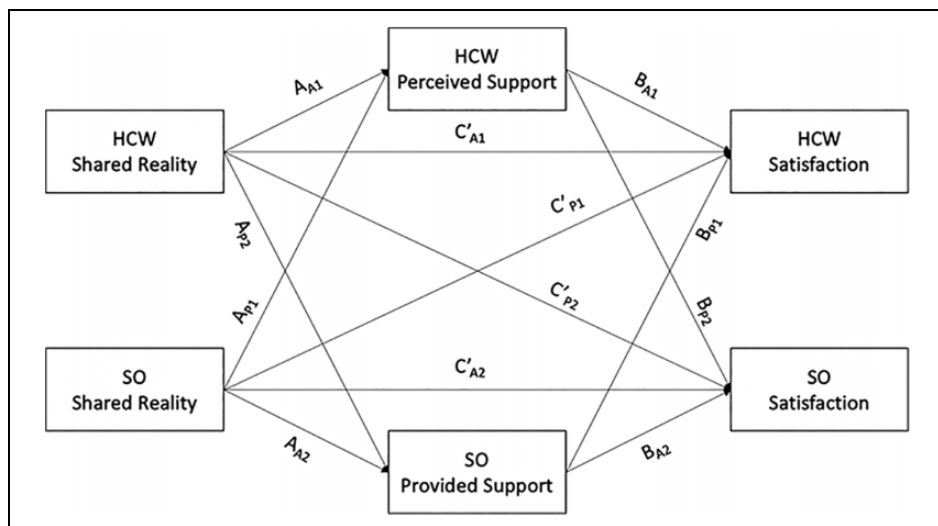 HCW
Perceived Support
A_A1
B_A1
HCW
Shared Reality
C'_A1
HCW
Satisfaction
C'_P1
A_P2
B_P1
A_P1
C'_P2
B_P2
SO
Shared Reality
C'_A2
SO
Satisfaction
A_A2
B_A2
SO
Provided Support